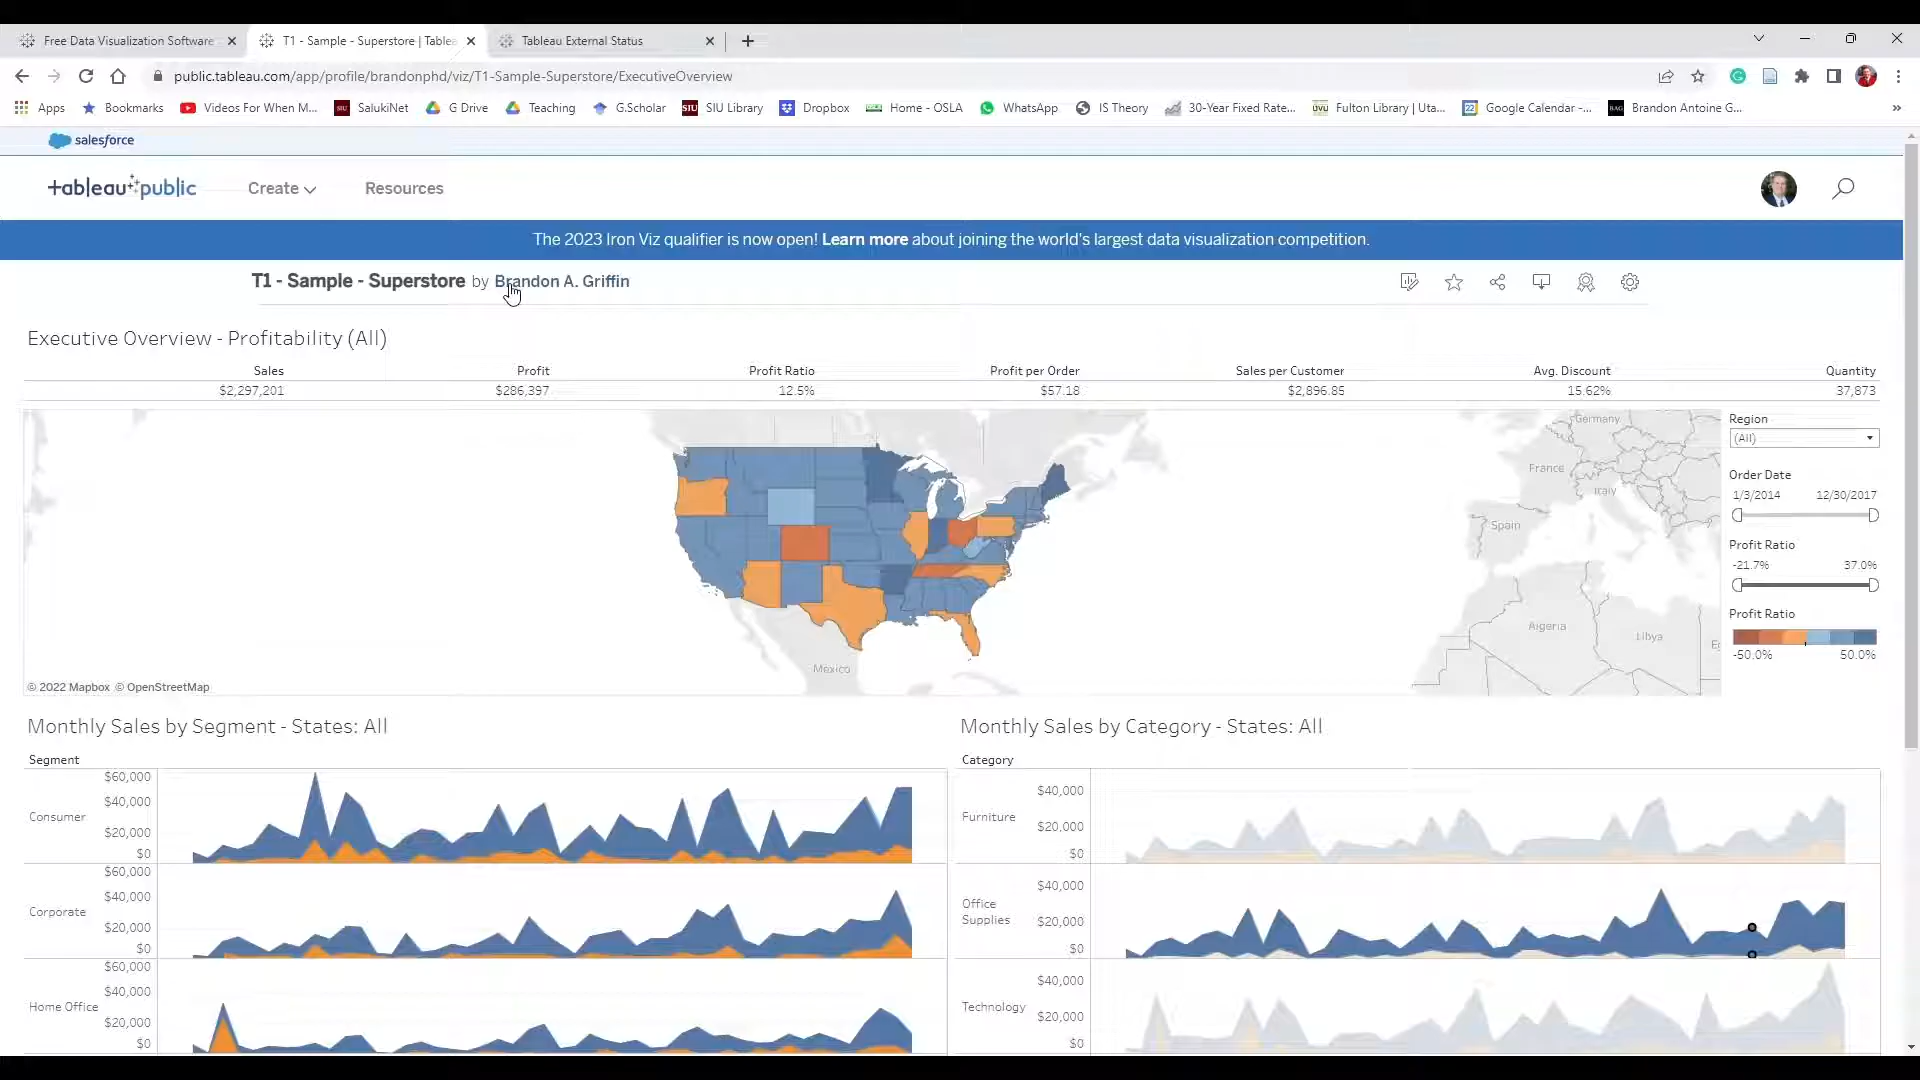 Free Data Visualization Software
T1 - Sample - Superstore | Table
Tableau External Status
public.tableau.com/app/profile/brandonphd/viz/T1-Sample-Superstore/ExecutiveOverview
Apps
Bookmarks
Videos For When M...
SIU
SalukiNet
G Drive
Teaching
G.Scholar
SIU
SIU Library
Dropbox
Home - OSLA
WhatsApp
IS Theory
30-Year Fixed Rate...
UVU
Fulton Library | Uta...
Google Calendar -...
BAG
Brandon Antoine G...
salesforce
tableau public
Create
Resources
The 2023 Iron Viz qualifier is now open! Learn more about joining the world's largest data visualization competition.
T1 - Sample - Superstore by Brandon A. Griffin
Executive Overview - Profitability (All)
Sales Profit Profit Ratio Profit per Order Sales per Customer Avg. Discount Quantity
$2,297,201 $286,397 12.5% $57.18 $2,896.85 15.62% 37,873
Germany
France
Italy
Spain
Algeria
Libya
Mexico
© 2022 Mapbox © OpenStreetMap
Region
(All)
Order Date
1/3/2014 12/30/2017
Profit Ratio
-21.7% 37.0%
Profit Ratio
-50.0% 50.0%
Monthly Sales by Segment - States: All
Segment
Consumer
$60,000
$40,000
$20,000
$0
Corporate
$60,000
$40,000
$20,000
$0
Home Office
$60,000
$40,000
$20,000
$0
Monthly Sales by Category - States: All
Category
Furniture
$40,000
$20,000
$0
Office
Supplies
$40,000
$20,000
$0
Technology
$40,000
$20,000
$0